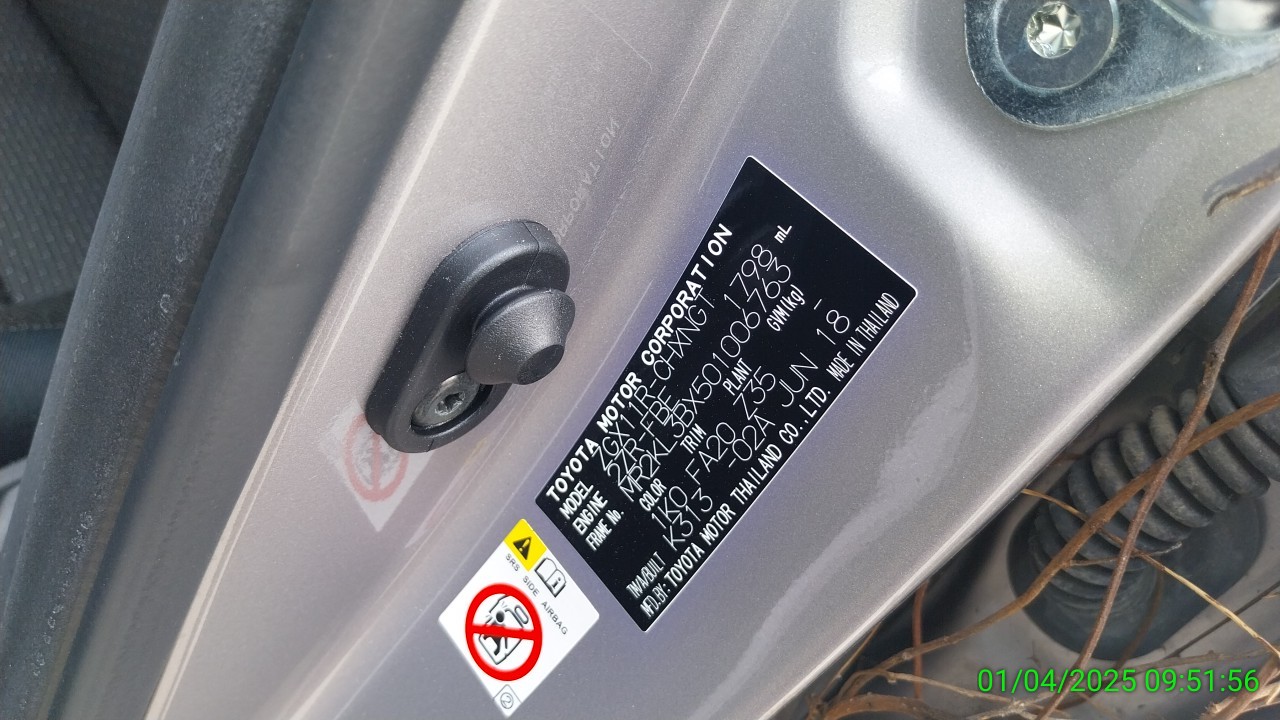 TOYOTA MOTOR CORPORATION
MODEL ZGX11R-CHXNGT
ENGINE 2ZR-FBE 1798 mL
FRAME No. MR2KL3BX501006763
COLOR TRIM PLANT GVM(kg)
1K0 FA20 Z35 -
TM/A/BUILT K313 -02A JUN 18
MFD.BY: TOYOTA MOTOR THAILAND CO.,LTD. MADE IN THAILAND
SRS SIDE AIRBAG
01/04/2025 09:51:56